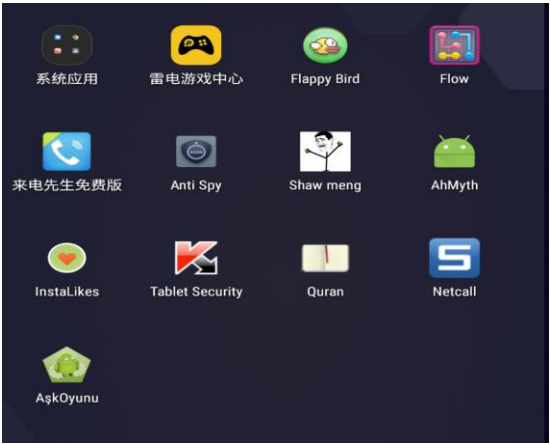 系统应用
雷电游戏中心
Flappy Bird
Flow
来电先生免费版
Anti Spy
Shaw meng
AhMyth
InstaLikes
Tablet Security
Quran
Netcall
AşkOyunu